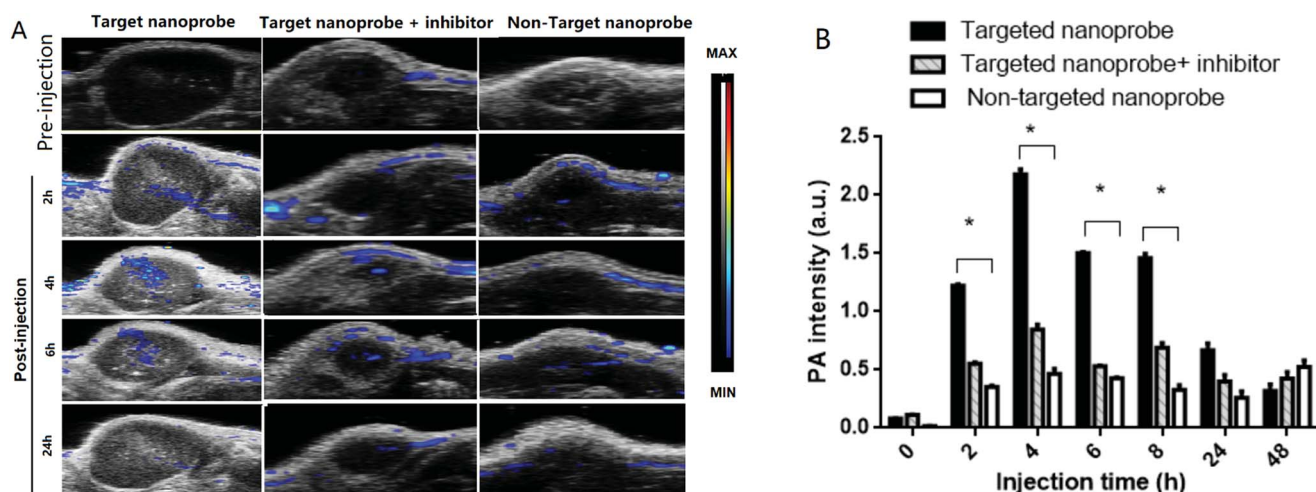 A
Target nanoprobe
Target nanoprobe + inhibitor
Non-Target nanoprobe
Pre-injection
Post-injection
2h
4h
6h
24h
MAX
MIN
B
Targeted nanoprobe
Targeted nanoprobe+ inhibitor
Non-targeted nanoprobe
PA intensity (a.u.)
2.5
2.0
1.5
1.0
0.5
0.0
*
*
*
*
0 2 4 6 8 24 48
Injection time (h)